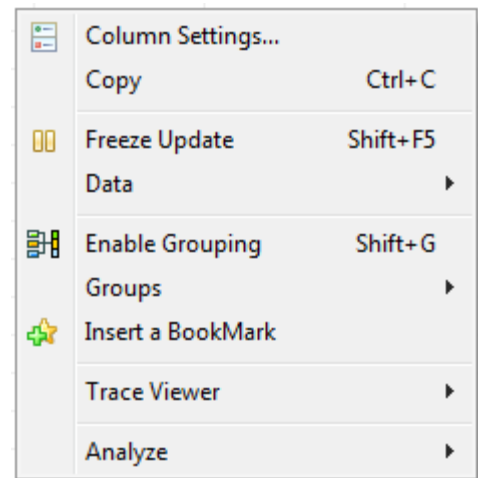 Column Settings...
Copy Ctrl+C
Freeze Update Shift+F5
Data
Enable Grouping Shift+G
Groups
Insert a BookMark
Trace Viewer
Analyze